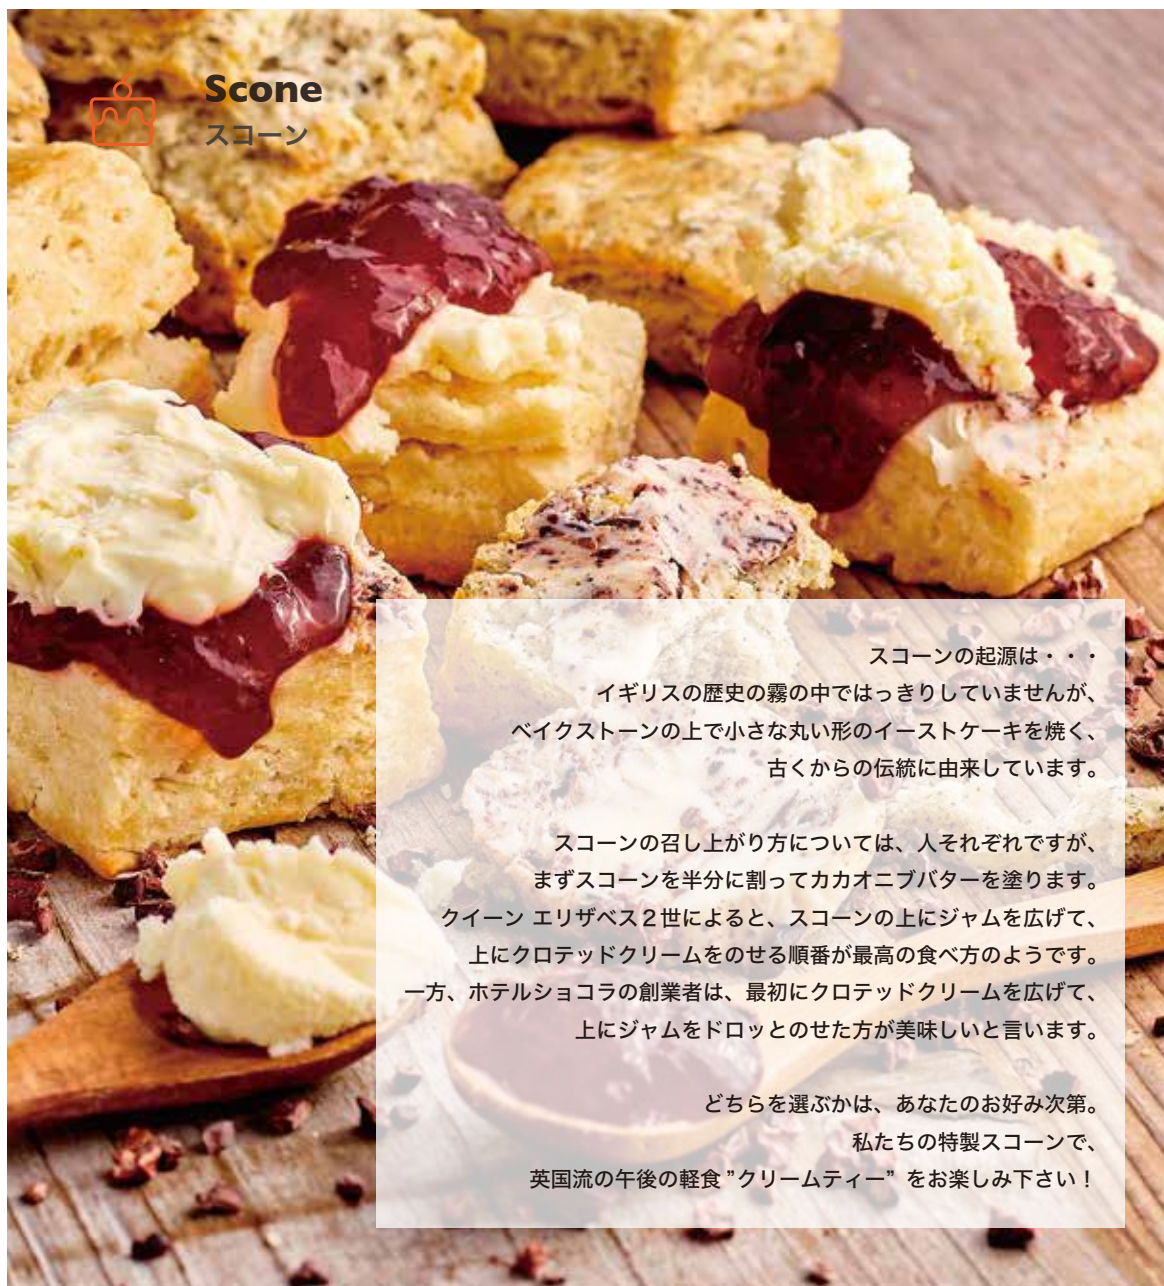 Scone
スコーン
スコーンの起源は・・・
イギリスの歴史の霧の中ではっきりしていませんが、
ベイクストーンの上で小さな丸い形のイーストケーキを焼く、
古くからの伝統に由来しています。
スコーンの召し上がり方については、人それぞれですが、
まずスコーンを半分に割ってカカオニブバターを塗ります。
クイーン エリザベス２世によると、スコーンの上にジャムを広げて、
上にクロテッドクリームをのせる順番が最高の食べ方のようです。
一方、ホテルショコラの創業者は、最初にクロテッドクリームを広げて、
上にジャムをドロッとのせた方が美味しいと言います。
どちらを選ぶかは、あなたのお好み次第。
私たちの特製スコーンで、
英国流の午後の軽食 ”クリームティー” をお楽しみ下さい！